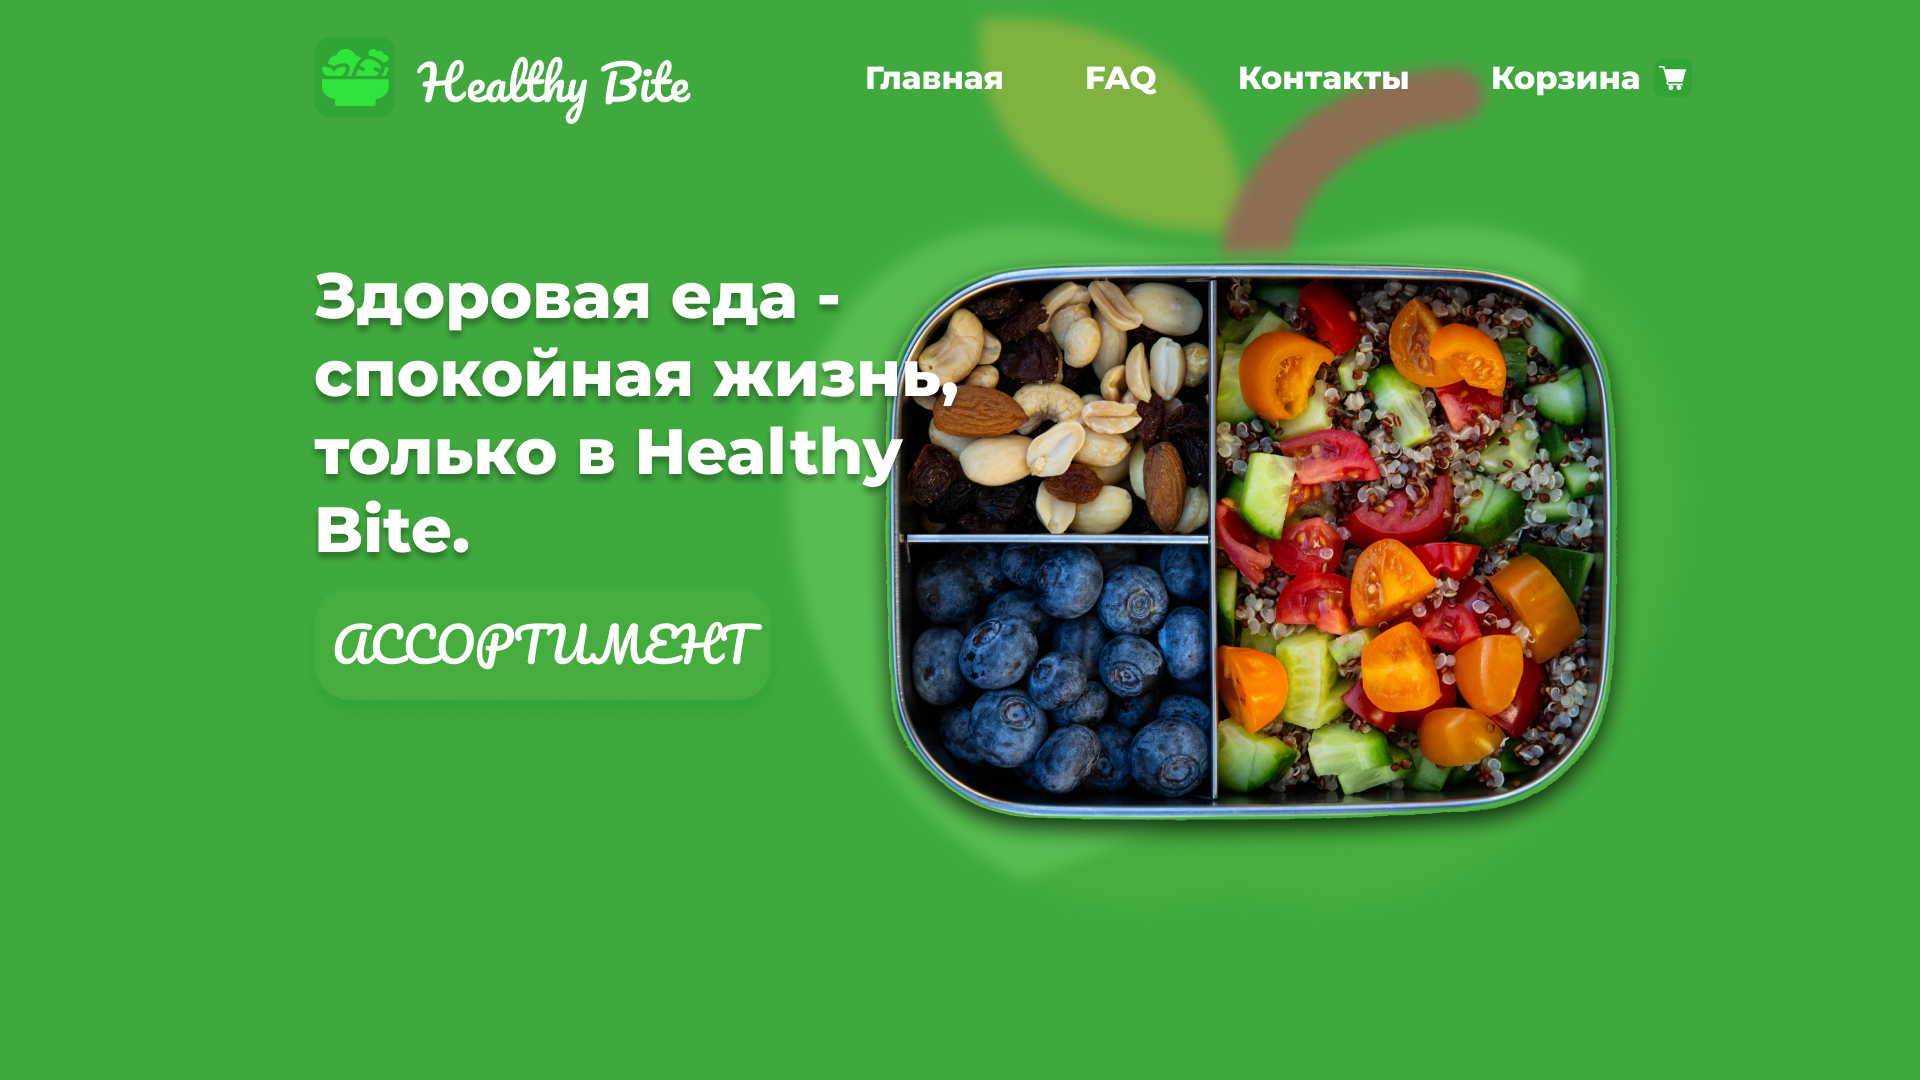 Healthy Bite
Главная
FAQ
Контакты
Корзина
Здоровая еда -
спокойная жизнь,
только в Healthy
Bite.
АССОРТИМЕНТ